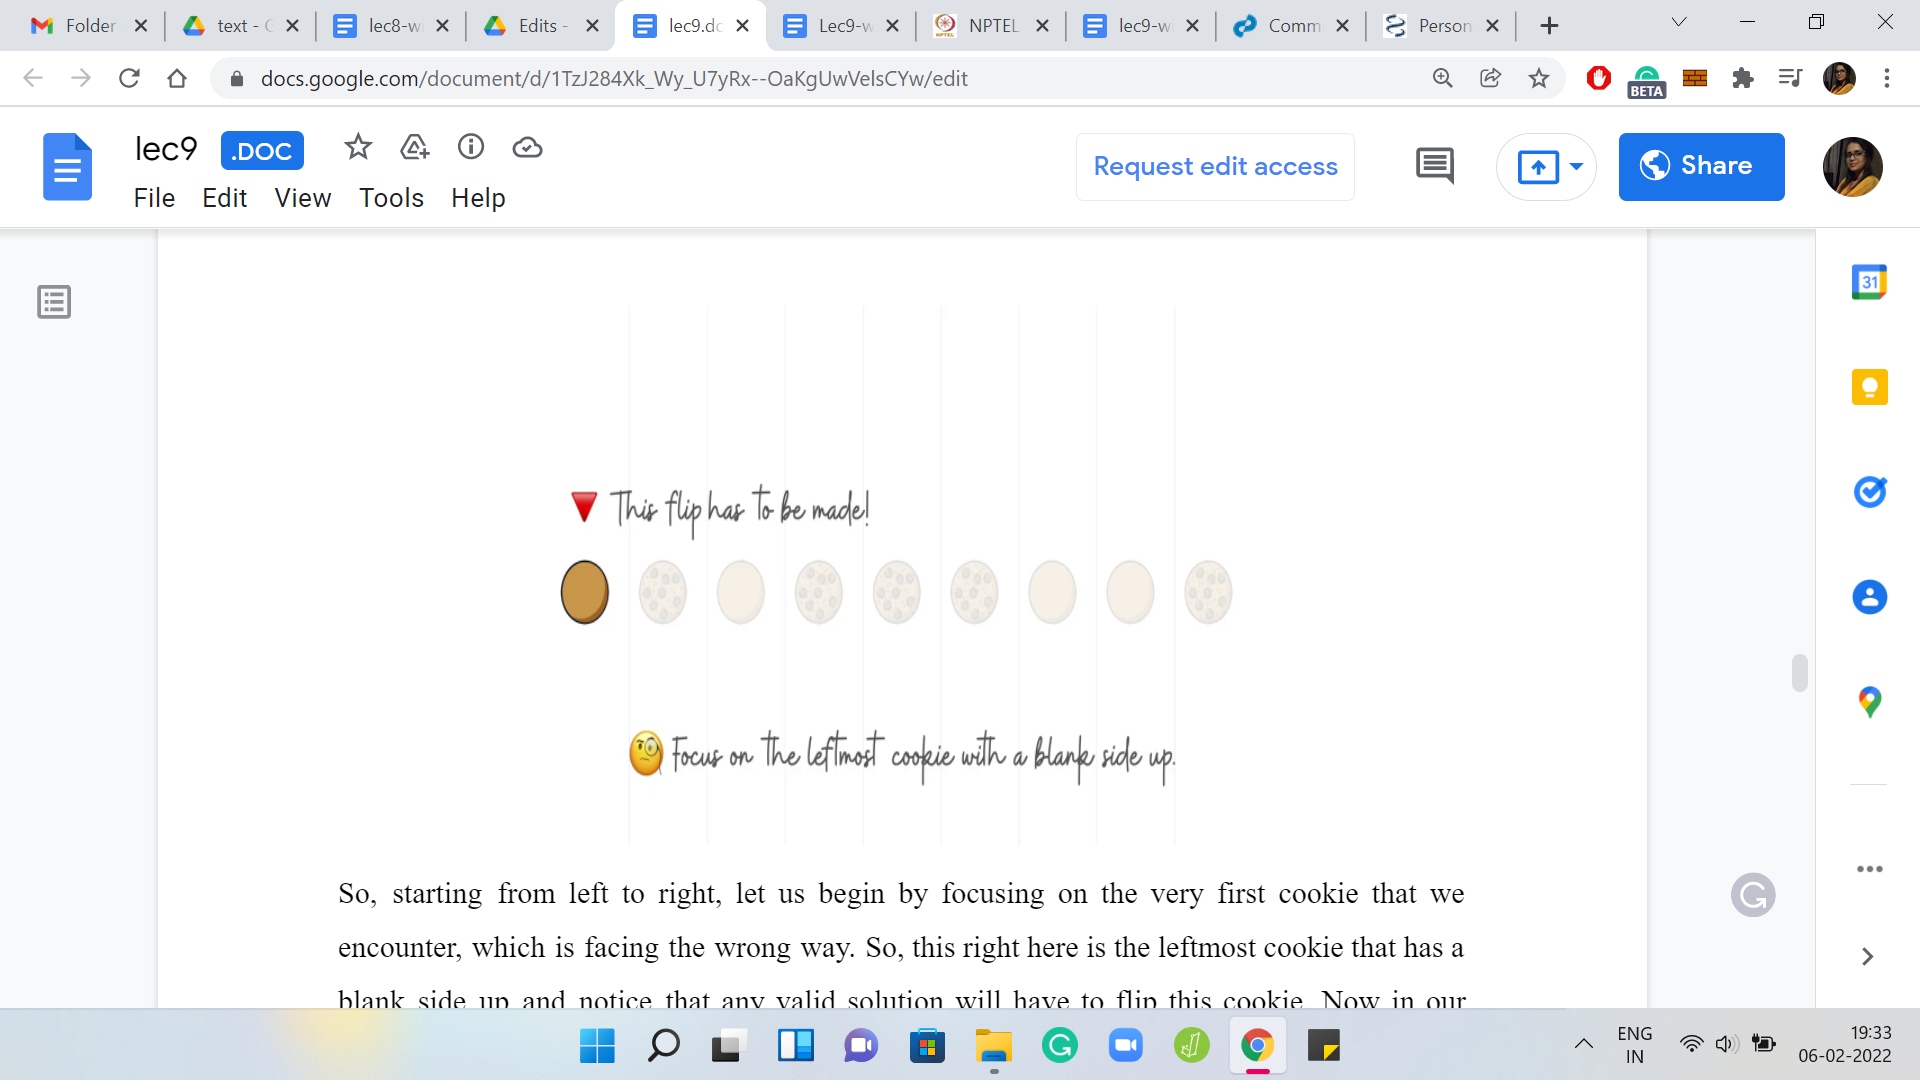 Folder
text - G
lec8-w
Edits -
lec9.dc
Lec9-w
NPTEL
lec9-w
Comm
Person
docs.google.com/document/d/1TzJ284Xk_Wy_U7yRx--OaKgUwVelsCYw/edit
BETA
lec9 .DOC
Request edit access
Share
File Edit View Tools Help
31
This flip has to be made!
Focus on the leftmost cookie with a blank side up.
So, starting from left to right, let us begin by focusing on the very first cookie that we
encounter, which is facing the wrong way. So, this right here is the leftmost cookie that has a
blank side up and notice that any valid solution will have to flip this cookie. Now in our
ENG
IN
19:33
06-02-2022